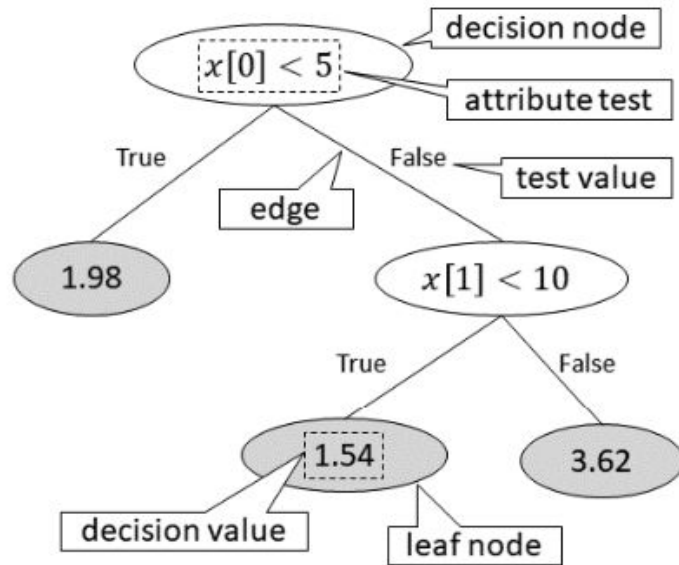 decision node
x[0] < 5
attribute test
True
False
test value
edge
1.98
x[1] < 10
True
False
1.54
3.62
decision value
leaf node